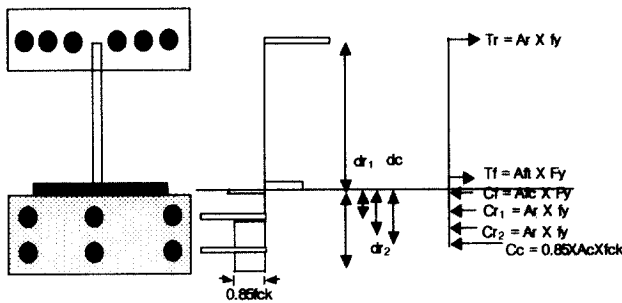 Tr = Ar X fy
dr1 dc
Tf = Aft X Fy
Cf = Afc X Fy
Cr1 = Ar X fy
dr2
Cr2 = Ar X fy
Cc = 0.85XAcXfck
0.85fck